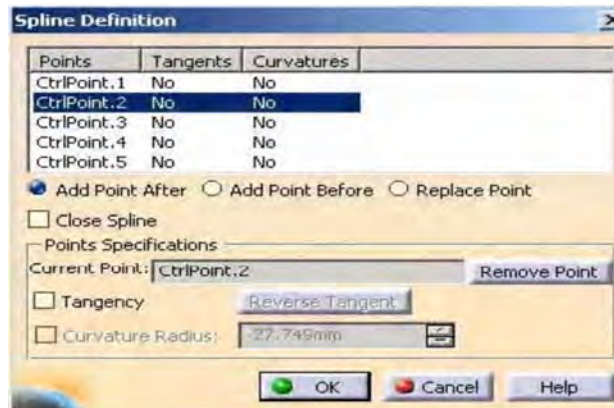 Spline Definition
Points Tangents Curvatures
CtrlPoint.1 No No
CtrlPoint.2 No No
CtrlPoint.3 No No
CtrlPoint.4 No No
CtrlPoint.5 No No
Add Point After Add Point Before Replace Point
Close Spline
Points Specifications
Current Point: CtrlPoint.2 Remove Point
Tangency Reverse Tangent
Curvature Radius: -27.749mm
OK Cancel Help